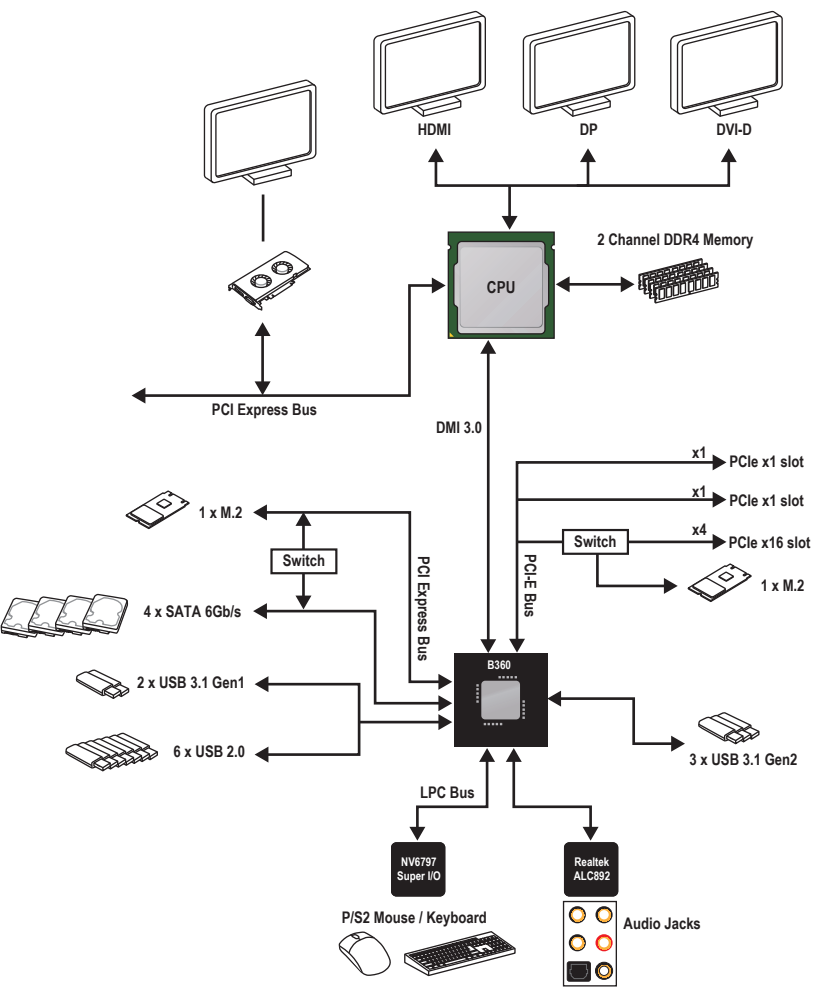 HDMI
DP
DVI-D
2 Channel DDR4 Memory
CPU
PCI Express Bus
DMI 3.0
x1
PCIe x1 slot
x1
PCIe x1 slot
1 x M.2
Switch
x4
PCIe x16 slot
Switch
PCI Express Bus
PCI-E Bus
1 x M.2
4 x SATA 6Gb/s
B360
2 x USB 3.1 Gen1
6 x USB 2.0
3 x USB 3.1 Gen2
LPC Bus
NV6797
Super I/O
Realtek
ALC892
P/S2 Mouse / Keyboard
Audio Jacks